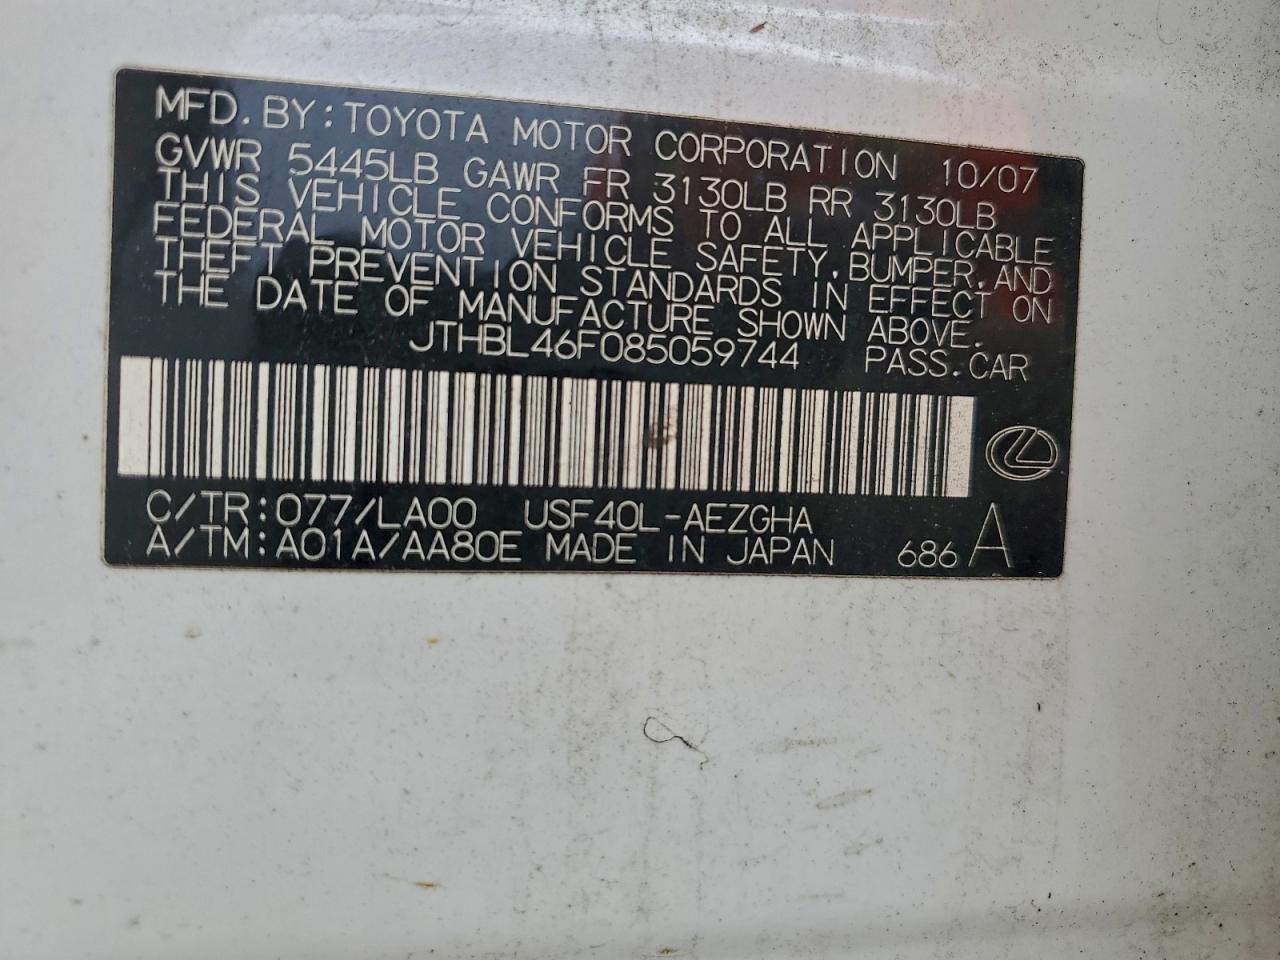 MFD. BY: TOYOTA MOTOR CORPORATION 10/07
GVWR 5445LB GAWR FR 3130LB RR 3130LB
THIS VEHICLE CONFORMS TO ALL APPLICABLE
FEDERAL MOTOR VEHICLE SAFETY, BUMPER, AND
THEFT PREVENTION STANDARDS IN EFFECT ON
THE DATE OF MANUFACTURE SHOWN ABOVE.
JTHBL46F085059744 PASS. CAR
C/TR: 077/LA00 USF40L-AEZGHA
A/TM: A01A/AA80E MADE IN JAPAN 686 A